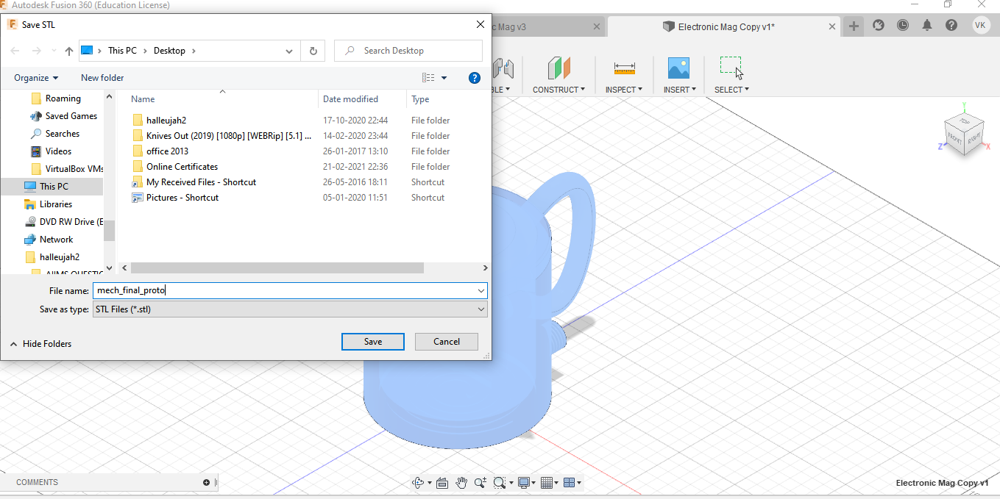 Autodesk Fusion 360 (Education License)
Save STL
c Mag v3
Electronic Mag Copy v1*
VK
This PC
Desktop
Search Desktop
Organize
New folder
BLE
CONSTRUCT
INSPECT
INSERT
SELECT
Name
Date modified
Type
Roaming
Saved Games
Searches
Videos
VirtualBox VMs
This PC
Libraries
DVD RW Drive (E
Network
halleujah2
halleujah2 17-10-2020 22:44 File folder
Knives Out (2019) [1080p] [WEBRip] [5.1] ... 14-02-2020 23:44 File folder
office 2013 26-01-2017 13:10 File folder
Online Certificates 21-02-2021 22:36 File folder
My Received Files - Shortcut 26-05-2016 18:11 Shortcut
Pictures - Shortcut 05-01-2020 11:51 Shortcut
File name: mech_final_proto
Save as type: STL Files (*.stl)
Hide Folders
Save
Cancel
Y
TOP
FRONT
RIGHT
Z
X
COMMENTS
Electronic Mag Copy v1